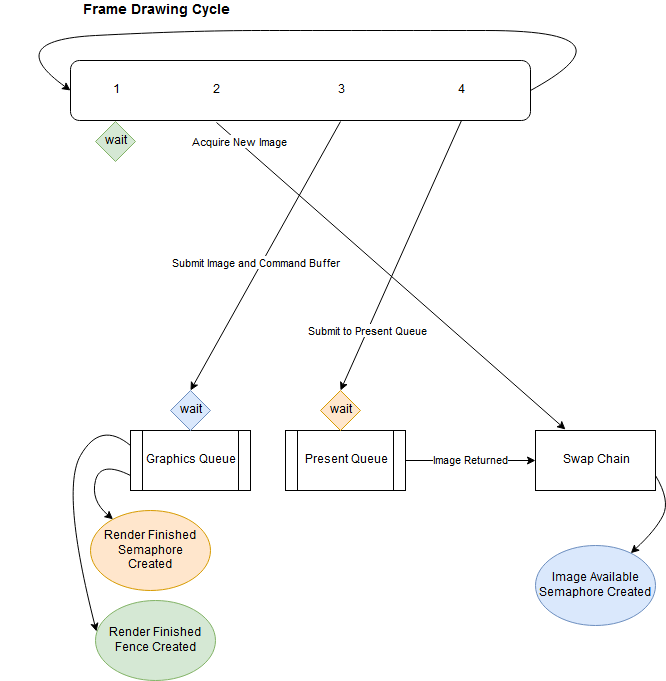 Frame Drawing Cycle
1 2 3 4
wait
Acquire New Image
Submit Image and Command Buffer
Submit to Present Queue
wait
wait
Graphics Queue
Present Queue
Image Returned
Swap Chain
Render Finished
Semaphore
Created
Image Available
Semaphore Created
Render Finished
Fence Created